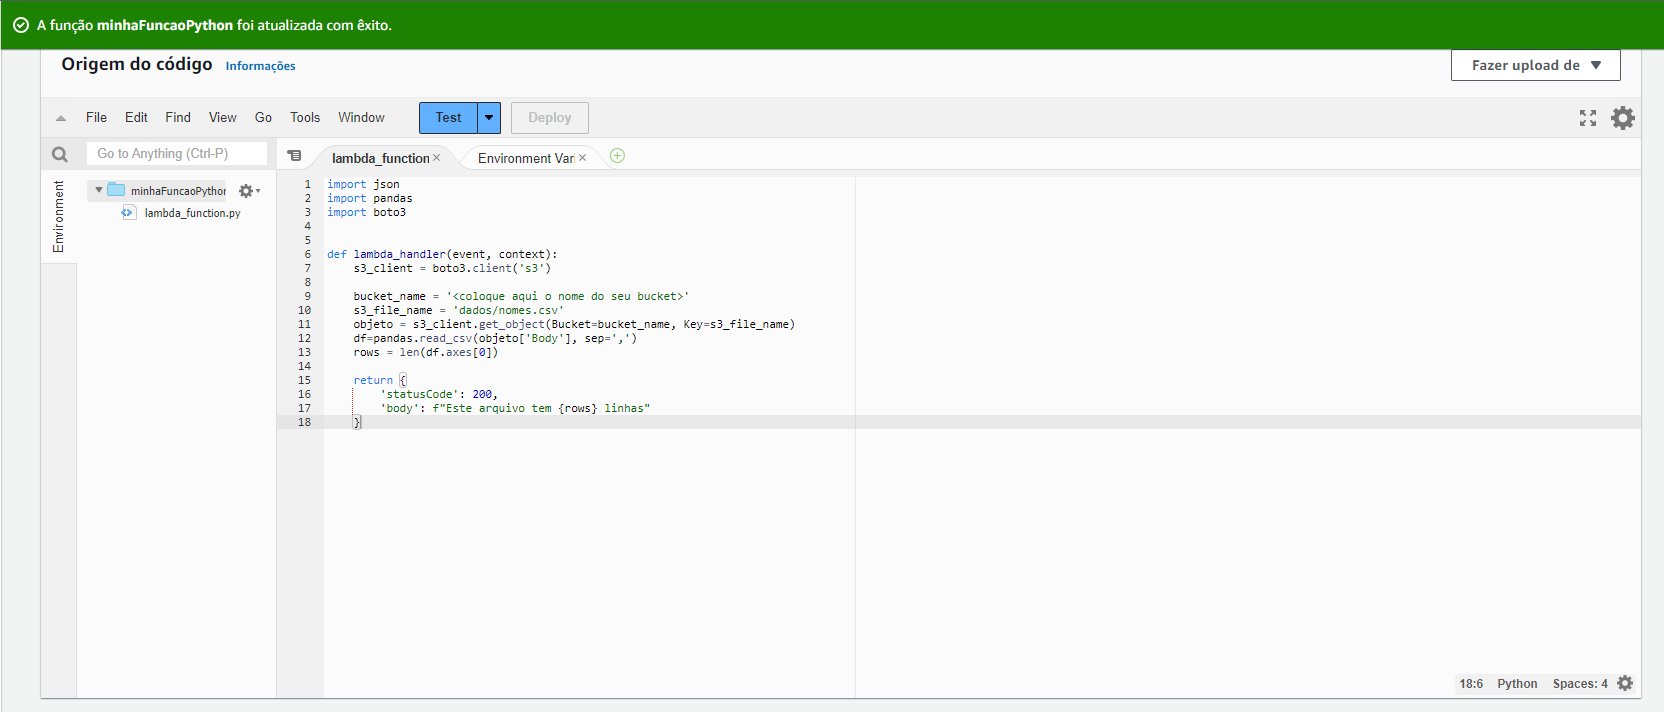 A função minhaFuncaoPython foi atualizada com êxito.
Origem do código Informações
Fazer upload de
File Edit Find View Go Tools Window Test Deploy
Go to Anything (Ctrl-P)
lambda_function Environment Vari
Environment
minhaFuncaoPython
lambda_function.py
1 import json
2 import pandas
3 import boto3
4
5
6 def lambda_handler(event, context):
7 s3_client = boto3.client('s3')
8
9 bucket_name = '<coloque aqui o nome do seu bucket>'
10 s3_file_name = 'dados/nomes.csv'
11 objeto = s3_client.get_object(Bucket=bucket_name, Key=s3_file_name)
12 df=pandas.read_csv(objeto['Body'], sep=',')
13 rows = len(df.axes[0])
14
15 return {
16 'statusCode': 200,
17 'body': f"Este arquivo tem {rows} linhas"
18 }
18:6 Python Spaces: 4